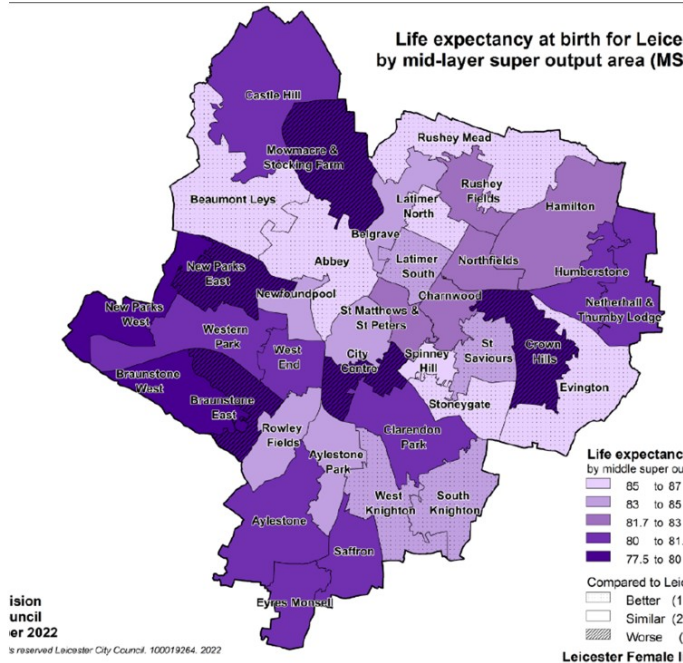 Life expectancy at birth for Leice
by mid-layer super output area (MS
Castle Hill
Mowmacre &
Stocking Farm
Rushey Mead
Beaumont Leys
Latimer
North
Rushey
Fields
Hamilton
Belgrave
Abbey
Latimer
South
Northfields
New Parks
East
Newfoundpool
Charnwood
Humberstone
New Parks
West
St Matthews &
St Peters
Netherhall &
Thurnby Lodge
Western
Park
West
End
City
Centre
Spinney
Hill
St
Saviours
Crown
Hills
Braunstone
West
Braunstone
East
Stoneygate
Evington
Rowley
Fields
Clarendon
Park
Aylestone
Park
West
Knighton
South
Knighton
Aylestone
Saffron
Eyres Monsell
Life expectanc
by middle super ou
85 to 87
83 to 85
81.7 to 83
80 to 81.
77.5 to 80
Compared to Leic
Better (1
Similar (2
Worse (
ision
uncil
er 2022
's reserved Leicester City Council. 100019264. 2022
Leicester Female li